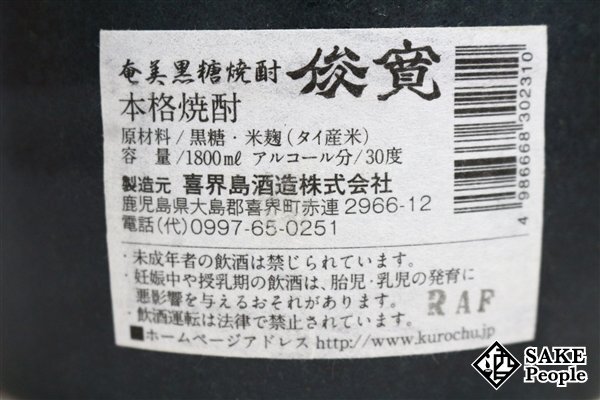 奄美黒糖焼酎 俊寛
本格焼酎
原材料/黒糖・米麹(タイ産米)
容 量/1800mℓ アルコール分/30度
製造元 喜界島酒造株式会社
鹿児島県大島郡喜界町赤連2966-12
電話(代)0997-65-0251
・未成年者の飲酒は禁じられています。
・妊娠中や授乳期の飲酒は、胎児・乳児の発育に
悪影響を与えるおそれがあります。
・飲酒運転は法律で禁止されています。
■ホームページアドレス http://www.kurochu.jp
RAF
4 986668 302310
酒
SAKE
People